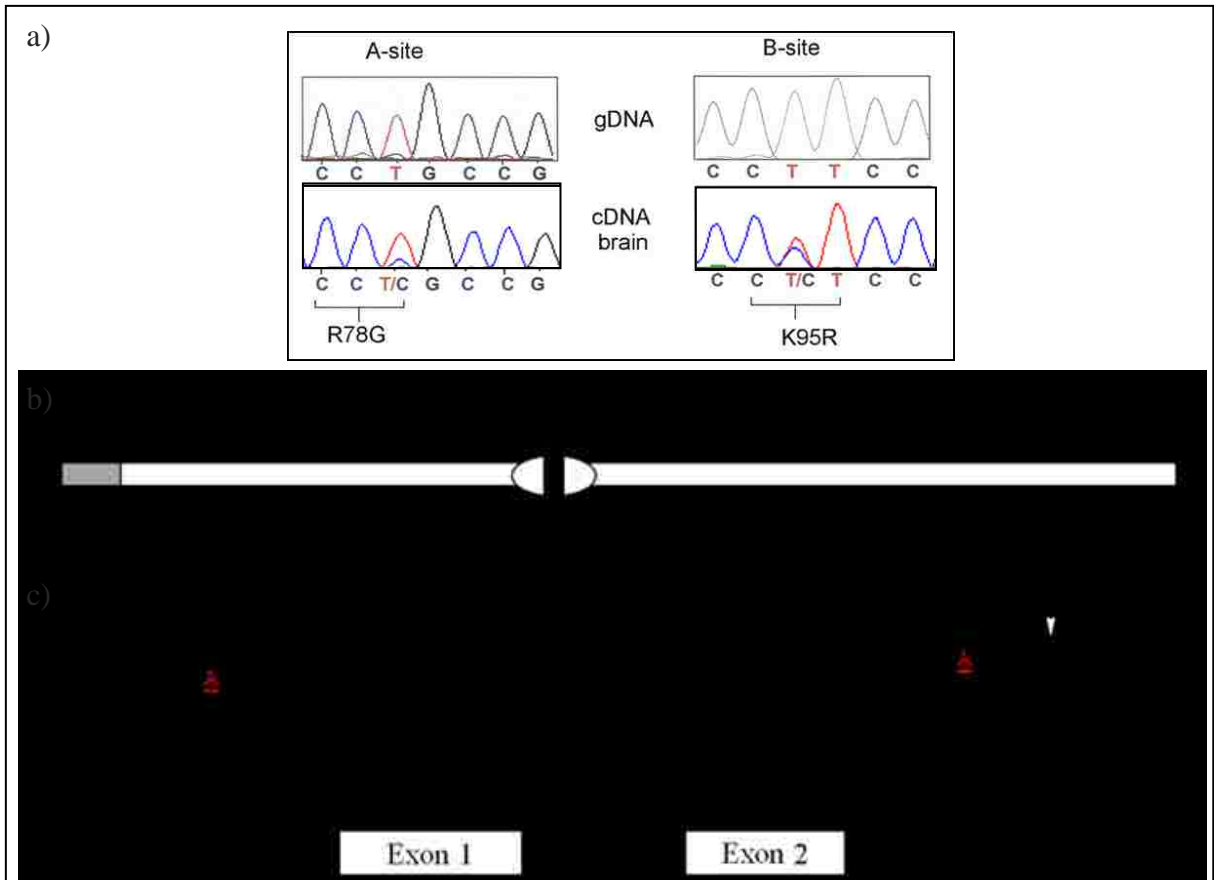 a)
A-site
B-site
gDNA
C C T G C C G
C C T T C C
cDNA
brain
C C T/C G C C G
C C T/C T C C
R78G
K95R
b)
c)
A
A
Exon 1
Exon 2